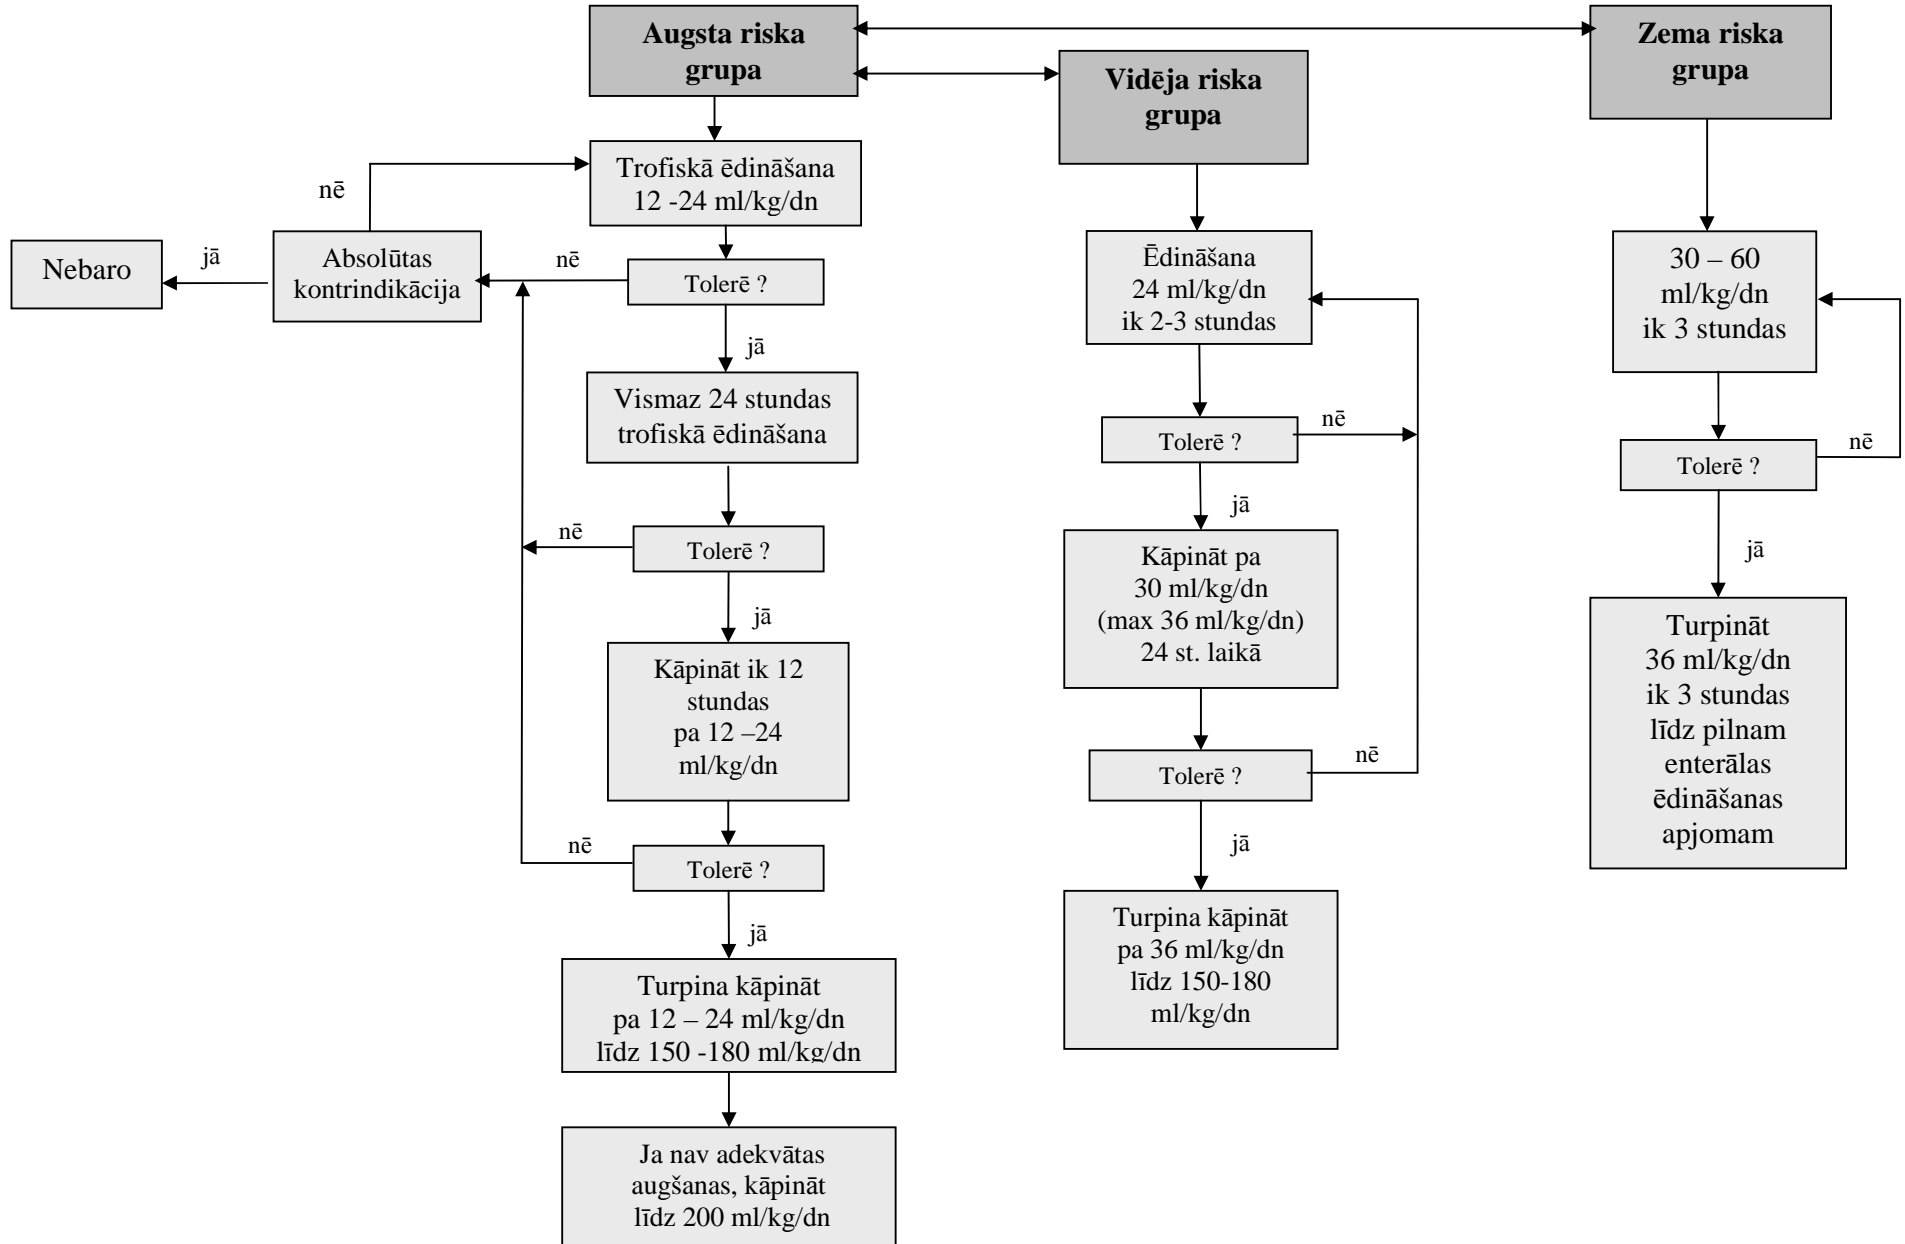 Augsta riska
grupa
Trofiskā ēdināšana
12 -24 ml/kg/dn
nē
Nebaro
jā
Absolūtas
kontrindikācija
nē
Tolerē ?
jā
Vismaz 24 stundas
trofiskā ēdināšana
nē
Tolerē ?
jā
Kāpināt ik 12
stundas
pa 12 –24
ml/kg/dn
nē
Tolerē ?
jā
Turpina kāpināt
pa 12 – 24 ml/kg/dn
līdz 150 -180 ml/kg/dn
Ja nav adekvātas
augšanas, kāpināt
līdz 200 ml/kg/dn
Vidēja riska
grupa
Ēdināšana
24 ml/kg/dn
ik 2-3 stundas
Tolerē ?
nē
jā
Kāpināt pa
30 ml/kg/dn
(max 36 ml/kg/dn)
24 st. laikā
Tolerē ?
nē
jā
Turpina kāpināt
pa 36 ml/kg/dn
līdz 150-180
ml/kg/dn
Zema riska
grupa
30 – 60
ml/kg/dn
ik 3 stundas
Tolerē ?
nē
jā
Turpināt
36 ml/kg/dn
ik 3 stundas
līdz pilnam
enterālas
ēdināšanas
apjomam